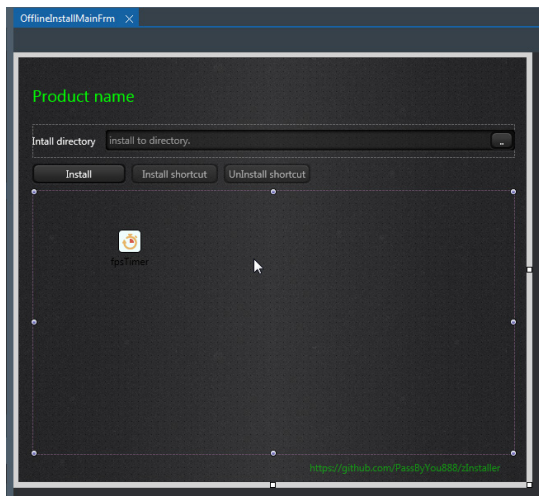 OfflineInstallMainFrm
Product name
Intall directory install to directory. ..
Install Install shortcut UnInstall shortcut
fpsTimer
https://github.com/PassByYou888/zInstaller